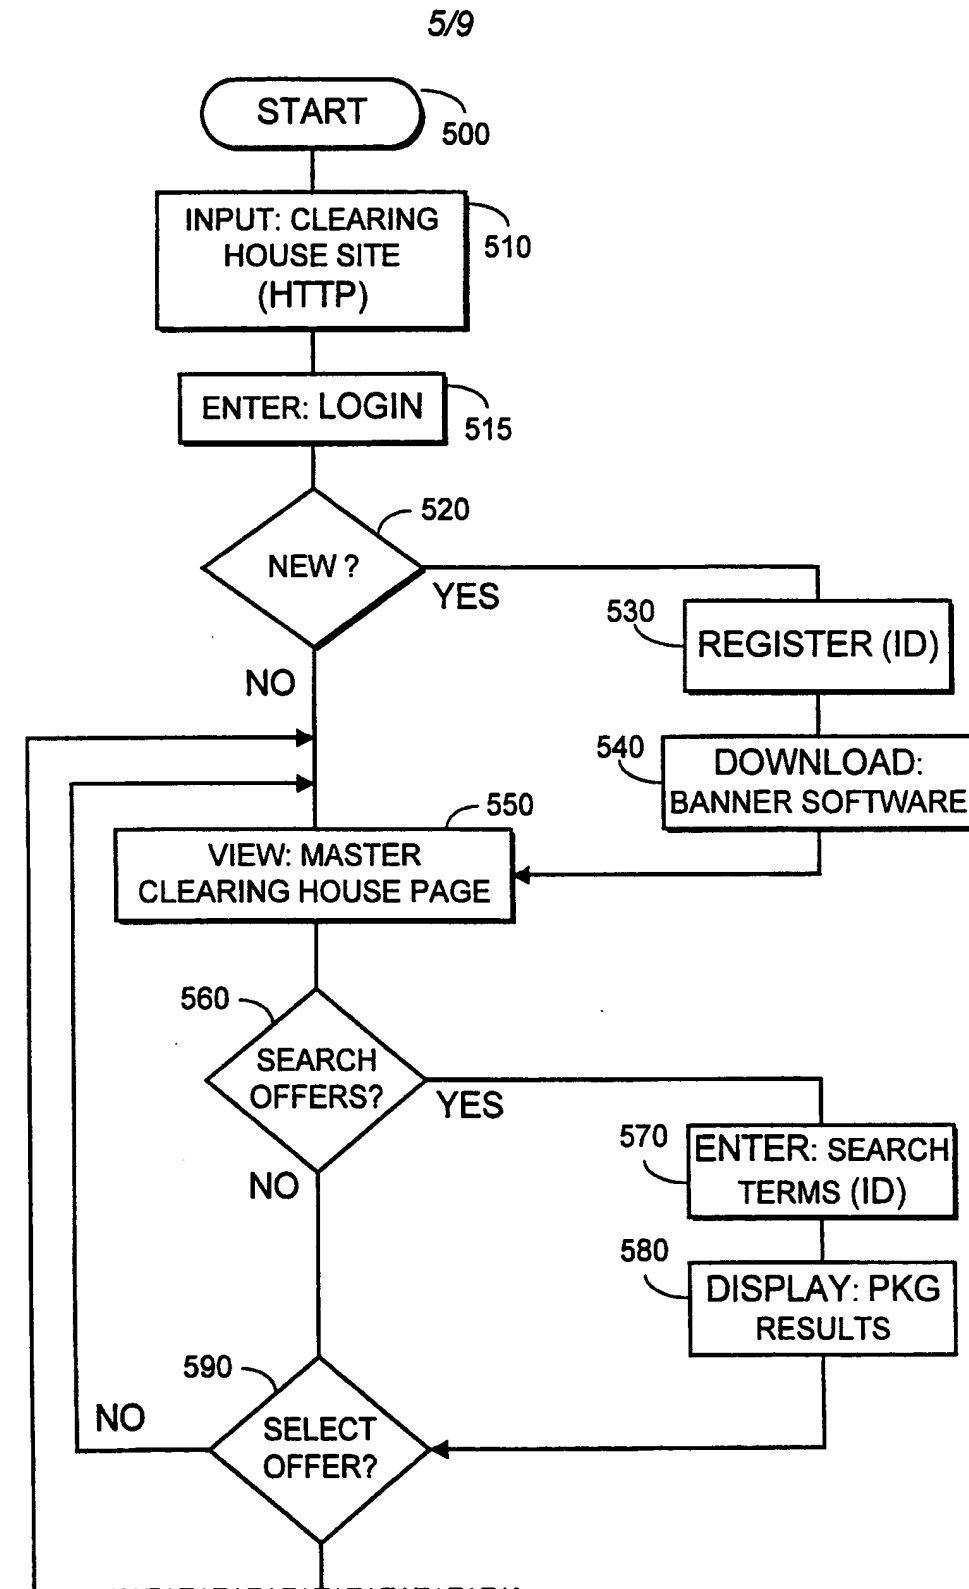 5/9
START
500
INPUT: CLEARING
HOUSE SITE
(HTTP)
510
ENTER: LOGIN
515
520
NEW ?
YES
NO
530
REGISTER (ID)
540
DOWNLOAD:
BANNER SOFTWARE
550
VIEW: MASTER
CLEARING HOUSE PAGE
560
SEARCH
OFFERS?
YES
NO
570
ENTER: SEARCH
TERMS (ID)
580
DISPLAY: PKG
RESULTS
590
SELECT
OFFER?
NO